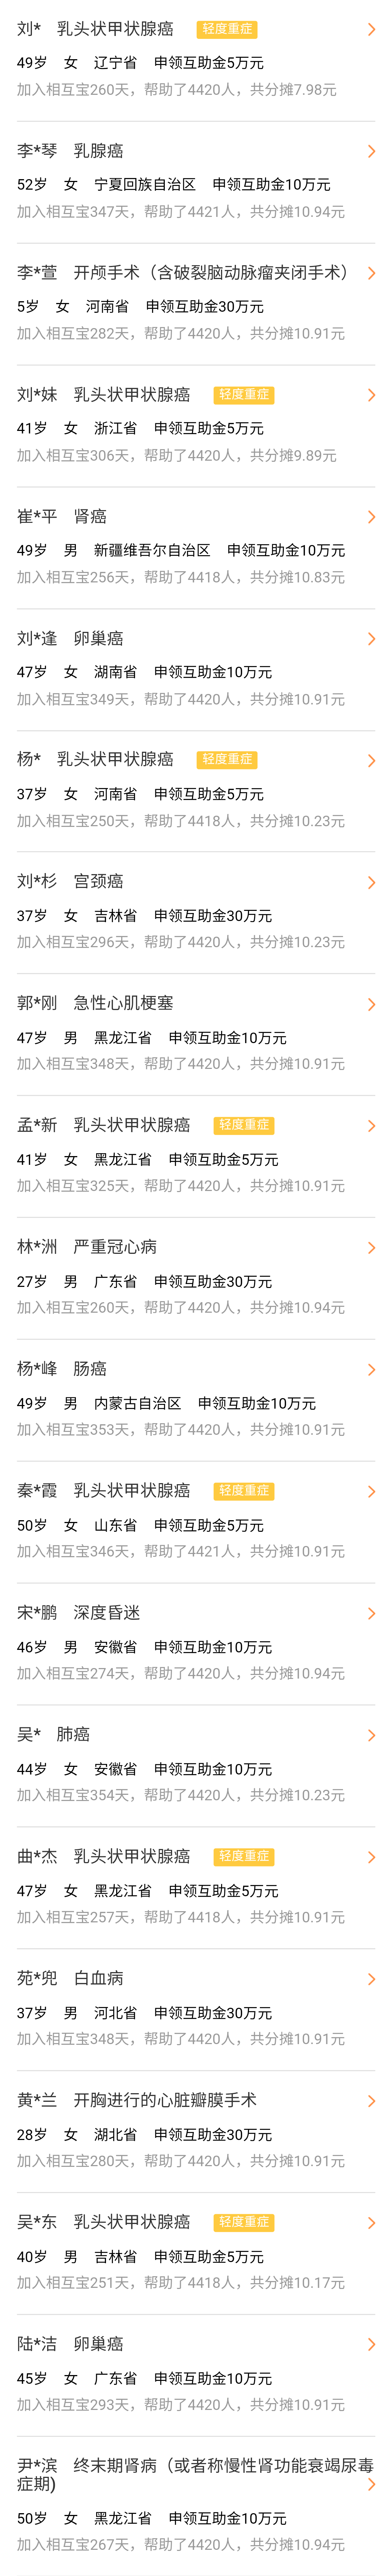 刘* 乳头状甲状腺癌 轻度重症
49岁 女 辽宁省 申领互助金5万元
加入相互宝260天，帮助了4420人，共分摊7.98元
李*琴 乳腺癌
52岁 女 宁夏回族自治区 申领互助金10万元
加入相互宝347天，帮助了4421人，共分摊10.94元
李*萱 开颅手术（含破裂脑动脉瘤夹闭手术）
5岁 女 河南省 申领互助金30万元
加入相互宝282天，帮助了4420人，共分摊10.91元
刘*妹 乳头状甲状腺癌 轻度重症
41岁 女 浙江省 申领互助金5万元
加入相互宝306天，帮助了4420人，共分摊9.89元
崔*平 肾癌
49岁 男 新疆维吾尔自治区 申领互助金10万元
加入相互宝256天，帮助了4418人，共分摊10.83元
刘*逢 卵巢癌
47岁 女 湖南省 申领互助金10万元
加入相互宝349天，帮助了4420人，共分摊10.91元
杨* 乳头状甲状腺癌 轻度重症
37岁 女 河南省 申领互助金5万元
加入相互宝250天，帮助了4418人，共分摊10.23元
刘*杉 宫颈癌
37岁 女 吉林省 申领互助金30万元
加入相互宝296天，帮助了4420人，共分摊10.23元
郭*刚 急性心肌梗塞
47岁 男 黑龙江省 申领互助金10万元
加入相互宝348天，帮助了4420人，共分摊10.91元
孟*新 乳头状甲状腺癌 轻度重症
41岁 女 黑龙江省 申领互助金5万元
加入相互宝325天，帮助了4420人，共分摊10.91元
林*洲 严重冠心病
27岁 男 广东省 申领互助金30万元
加入相互宝260天，帮助了4420人，共分摊10.94元
杨*峰 肠癌
49岁 男 内蒙古自治区 申领互助金10万元
加入相互宝353天，帮助了4420人，共分摊10.91元
秦*霞 乳头状甲状腺癌 轻度重症
50岁 女 山东省 申领互助金5万元
加入相互宝346天，帮助了4421人，共分摊10.91元
宋*鹏 深度昏迷
46岁 男 安徽省 申领互助金10万元
加入相互宝274天，帮助了4420人，共分摊10.94元
吴* 肺癌
44岁 女 安徽省 申领互助金10万元
加入相互宝354天，帮助了4420人，共分摊10.23元
曲*杰 乳头状甲状腺癌 轻度重症
47岁 女 黑龙江省 申领互助金5万元
加入相互宝257天，帮助了4418人，共分摊10.91元
苑*兜 白血病
37岁 男 河北省 申领互助金30万元
加入相互宝348天，帮助了4420人，共分摊10.91元
黄*兰 开胸进行的心脏瓣膜手术
28岁 女 湖北省 申领互助金30万元
加入相互宝280天，帮助了4420人，共分摊10.91元
吴*东 乳头状甲状腺癌 轻度重症
40岁 男 吉林省 申领互助金5万元
加入相互宝251天，帮助了4418人，共分摊10.17元
陆*洁 卵巢癌
45岁 女 广东省 申领互助金10万元
加入相互宝293天，帮助了4420人，共分摊10.91元
尹*滨 终末期肾病（或者称慢性肾功能衰竭尿毒
症期)
50岁 女 黑龙江省 申领互助金10万元
加入相互宝267天，帮助了4420人，共分摊10.94元